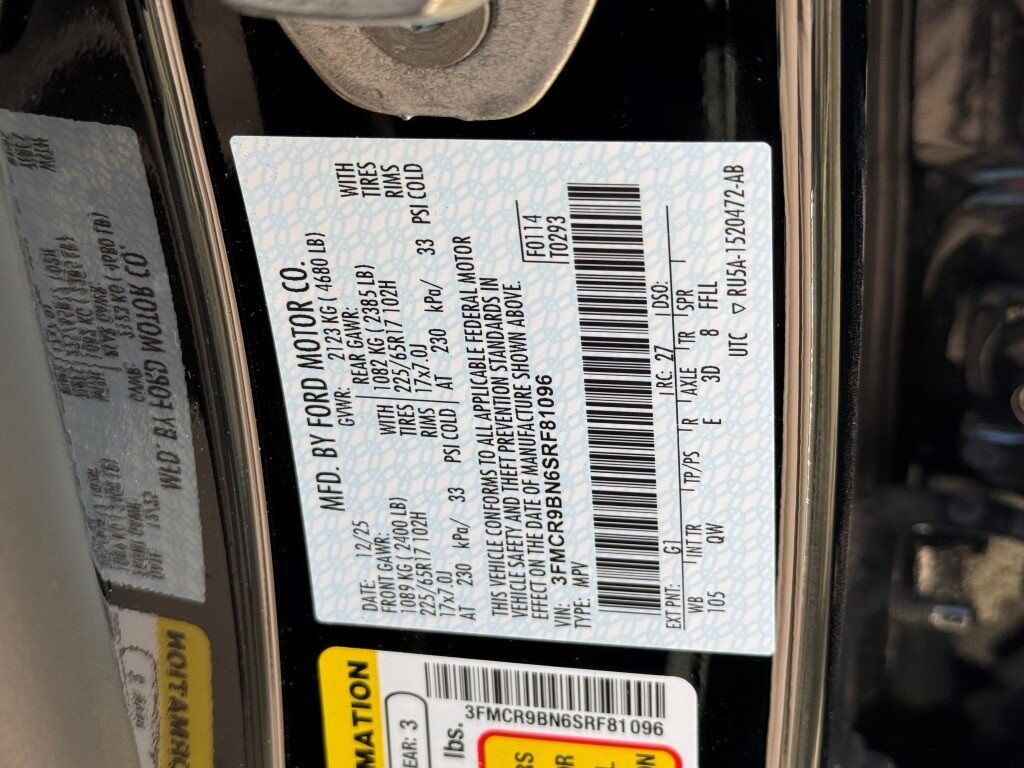 MFD. BY FORD MOTOR CO.
DATE: 12/25
GVWR: 2123 KG ( 4680 LB)
FRONT GAWR:
REAR GAWR:
1089 KG( 2400 LB)
WITH
1082 KG ( 2385 LB)
WITH
225/65R17 102H
TIRES
225/65R17 102H
TIRES
17x7.0J
RIMS
17x7.0J
RIMS
AT 230 kPa/ 33 PSI COLD
AT 230 kPa/ 33 PSI COLD
THIS VEHICLE CONFORMS TO ALL APPLICABLE FEDERAL MOTOR
VEHICLE SAFETY AND THEFT PREVENTION STANDARDS IN
EFFECT ON THE DATE OF MANUFACTURE SHOWN ABOVE.
F0114
T0293
VIN: 3FMCR9BN6SRF81096
TYPE: MPV
EXT PNT: G1 RC: 27 DSO:
WB INT TR TP/PS R AXLE TR SPR
105 QW E 3D 8 FFLL
UTC ▽ RU5A-1520472-AB
MATION
EAR: 3
lbs.
3FMCR9BN6SRF81096